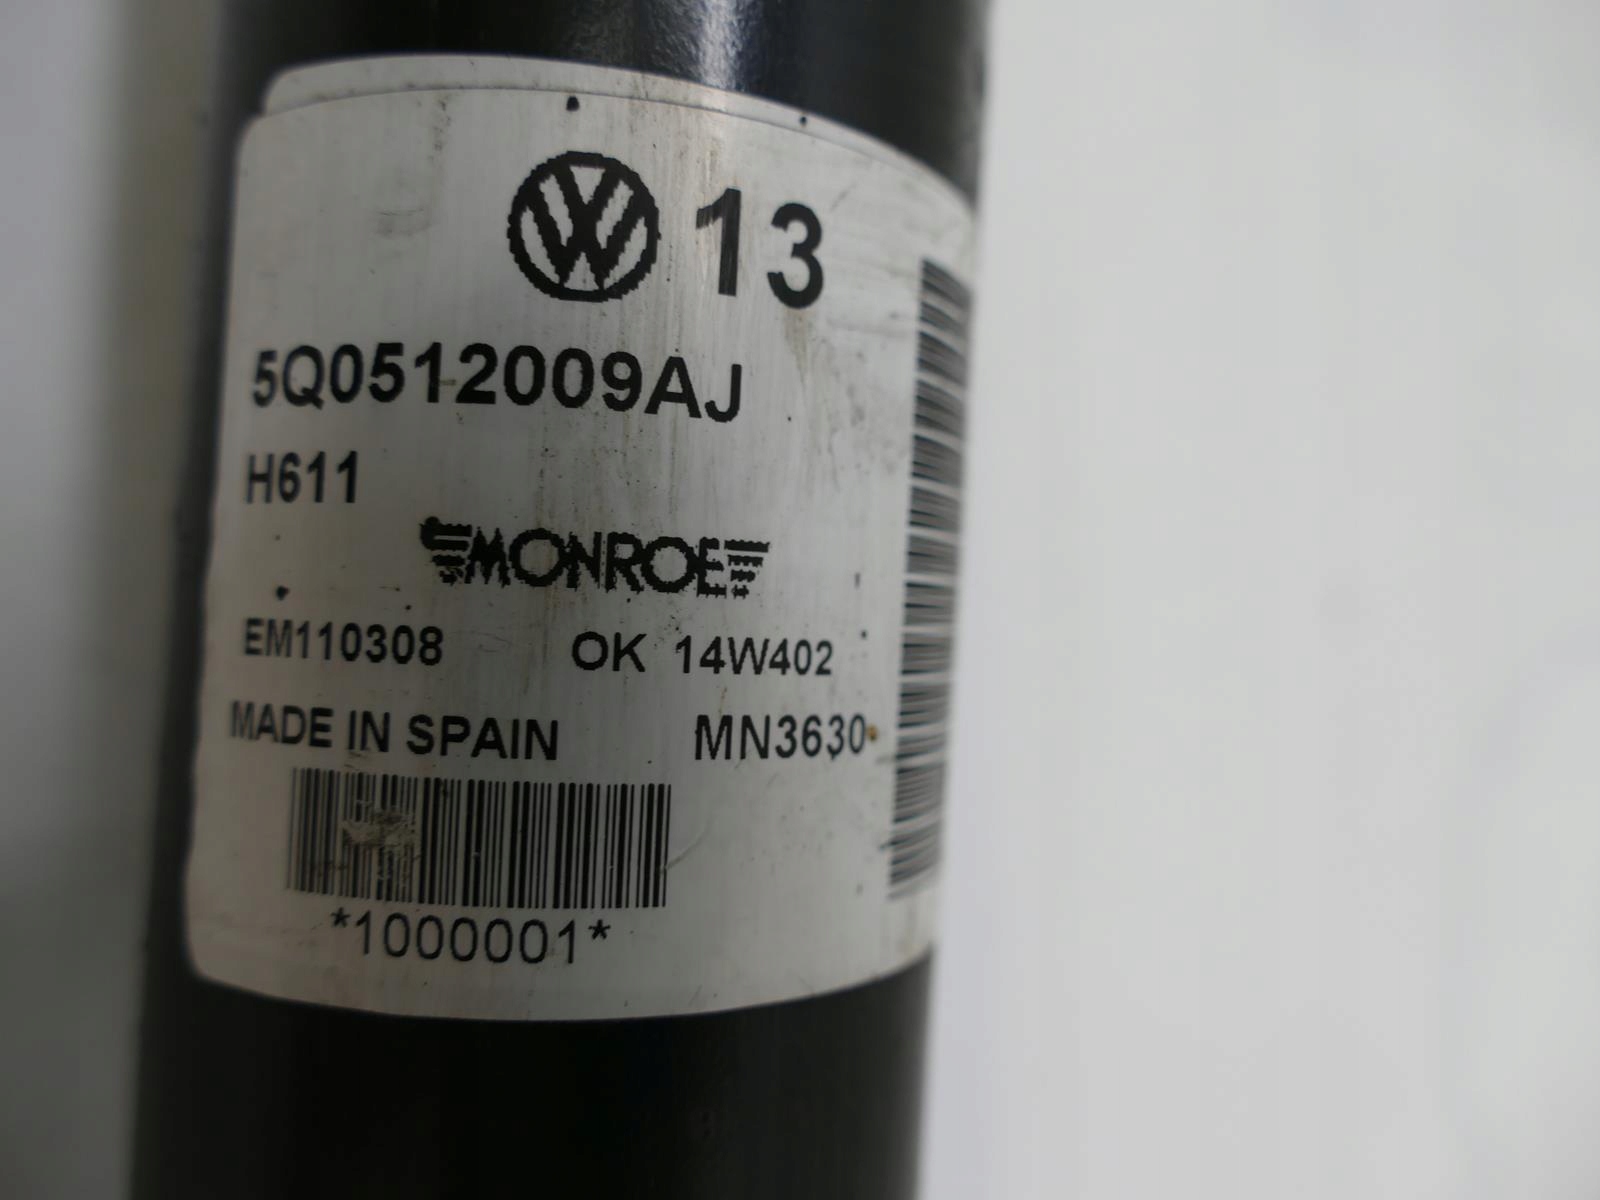 13
5Q0512009AJ
H611
MONROE
EM110308 OK 14W402
MADE IN SPAIN MN3630
*1000001*